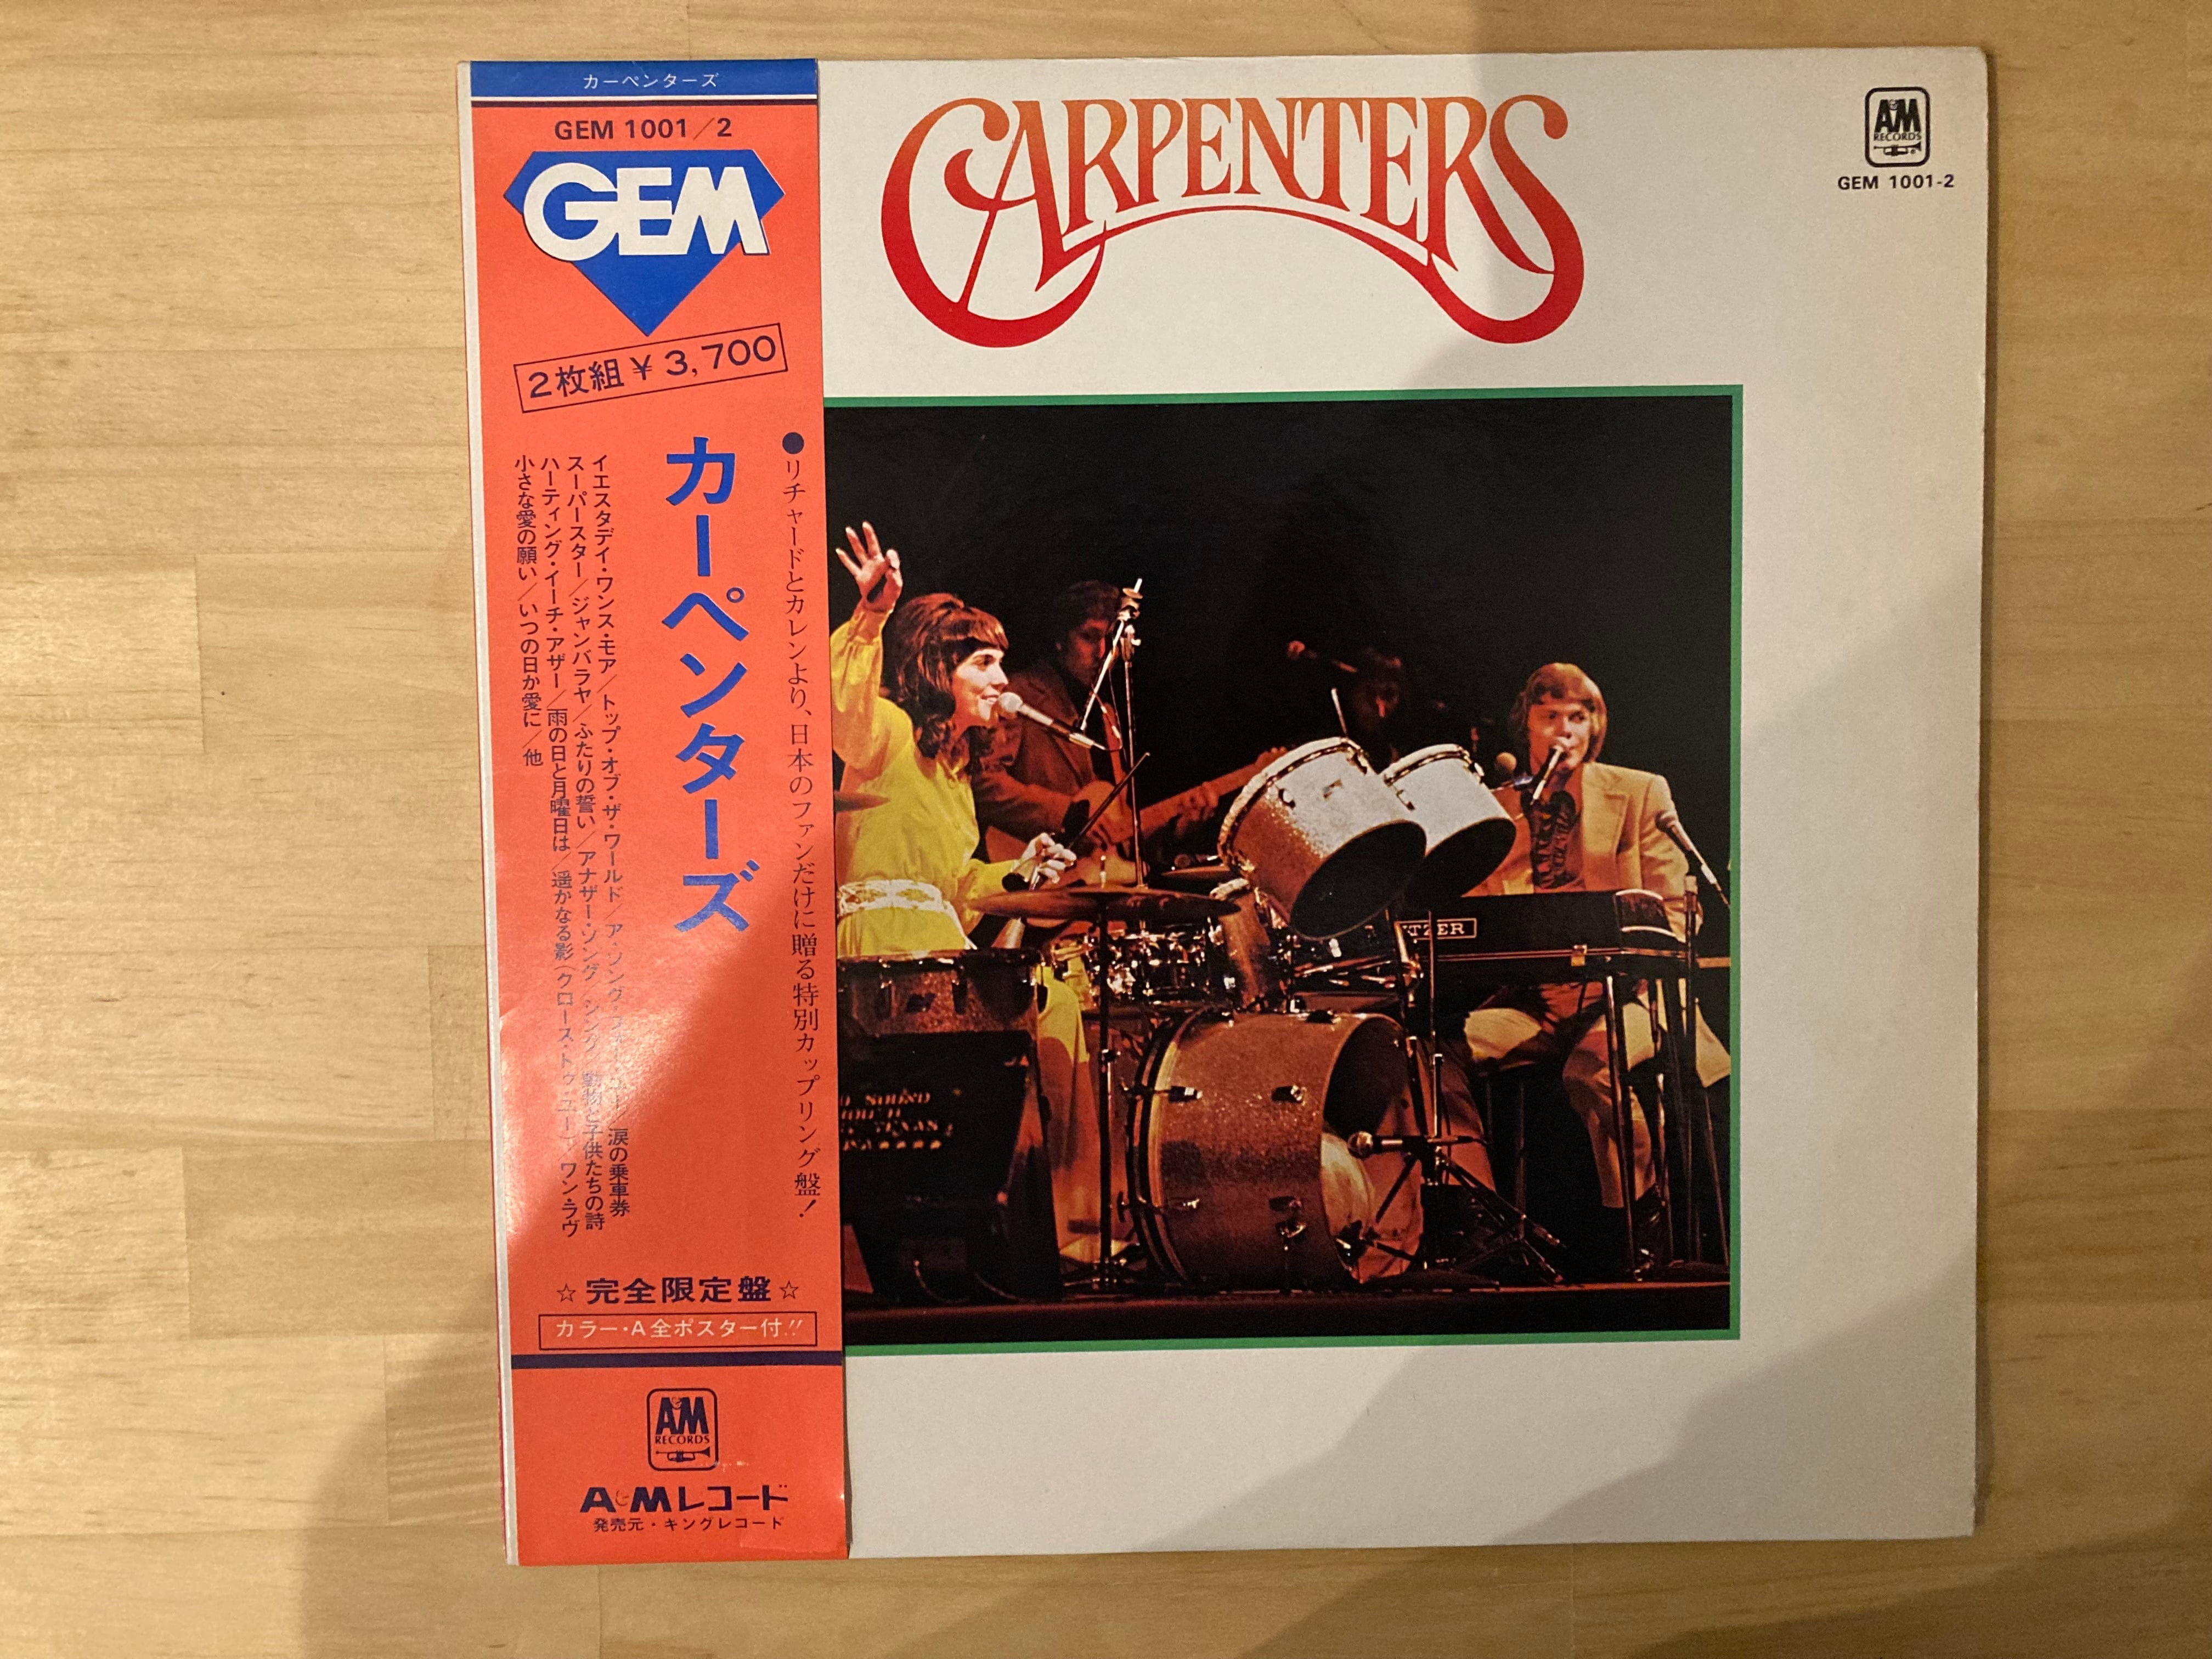 カーペンターズ
GEM 1001/2
GEM
2枚組￥3,700
●リチャードとカレンより、日本のファンだけに贈る特別カップリング盤!
カーペンターズ
イエスタデイ・ワンス・モア/トップ・オブ・ザ・ワールド/ア・ソング・フォー・ユー/涙の乗車券
スーパースター/ジャンバラヤ/ふたりの誓い/アナザー・ソング/シング/動物と子供たちの詩
ハーティング・イーチ・アザー/雨の日と月曜日は/遥かなる影(クロース・トゥ・ユー)/ワン・ラヴ
小さな愛の願い/いつの日か愛に/他
☆完全限定盤☆
カラー・A全ポスター付!!
A&M
RECORDS
A&Mレコード
発売元・キングレコード
CARPENTERS
A&M
RECORDS
GEM 1001-2
ITZER
SOUND
TEXAS